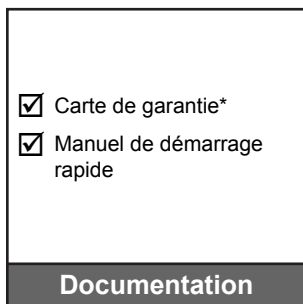 ☑ Carte de garantie*
☑ Manuel de démarrage
rapide
Documentation